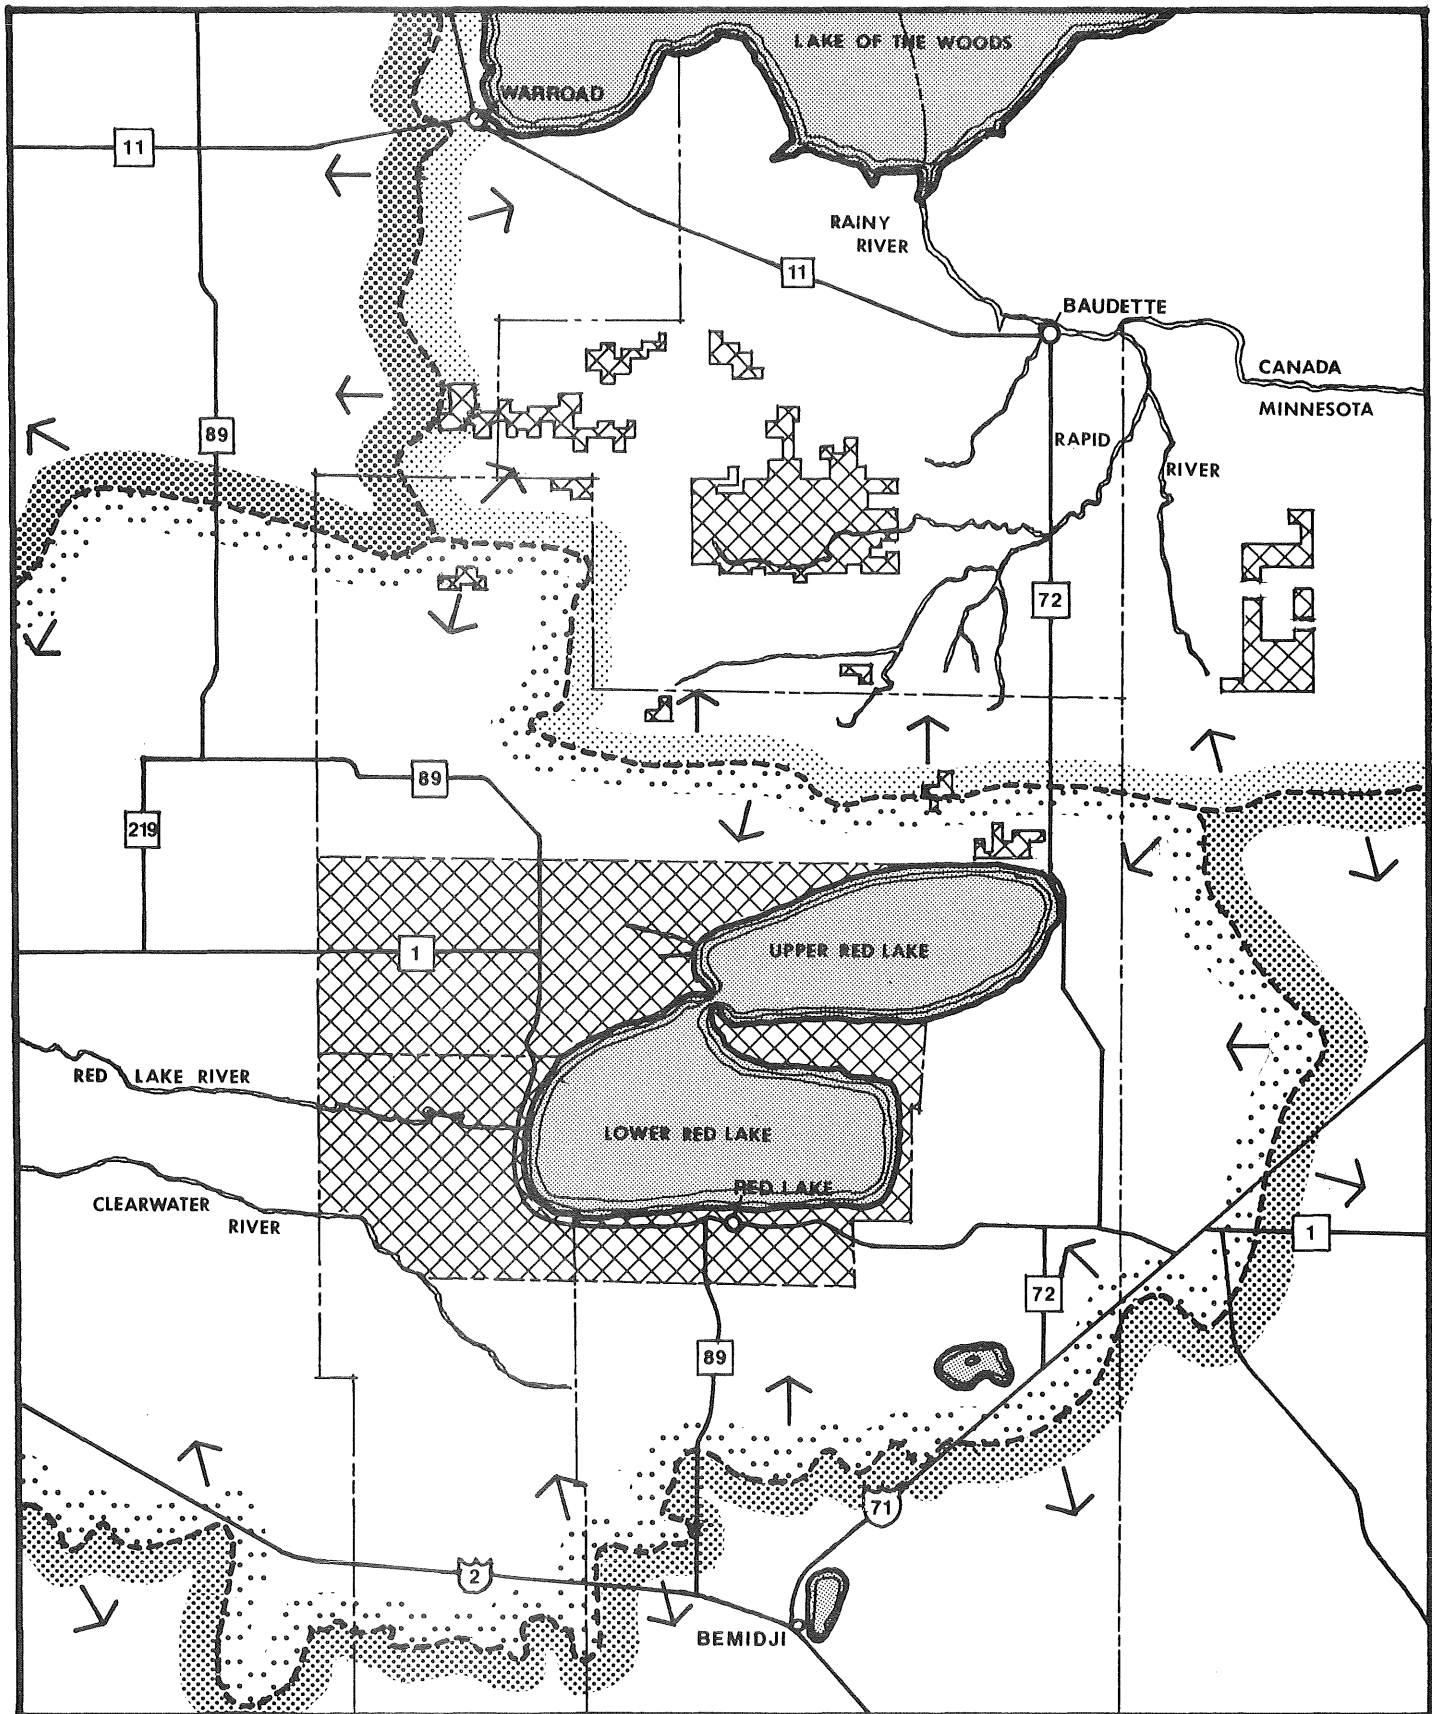 LAKE OF THE WOODS
WARROAD
11
RAINY
RIVER
11
BAUDETTE
CANADA
MINNESOTA
89
RAPID
RIVER
72
89
219
1
UPPER RED LAKE
RED LAKE RIVER
LOWER RED LAKE
RED LAKE
CLEARWATER
RIVER
1
72
89
71
2
BEMIDJI